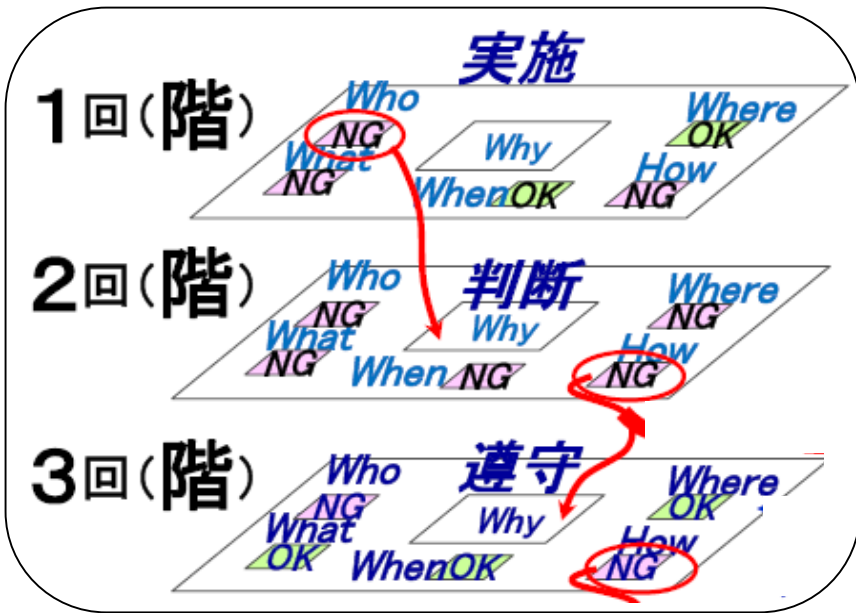 実施
1回(階)
Who
NG
What
NG
Why
When OK
Where
OK
How
NG
判断
2回(階)
Who
NG
What
NG
Why
When NG
Where
NG
How
NG
遵守
3回(階)
Who
NG
What
OK
Why
When OK
Where
OK
How
NG